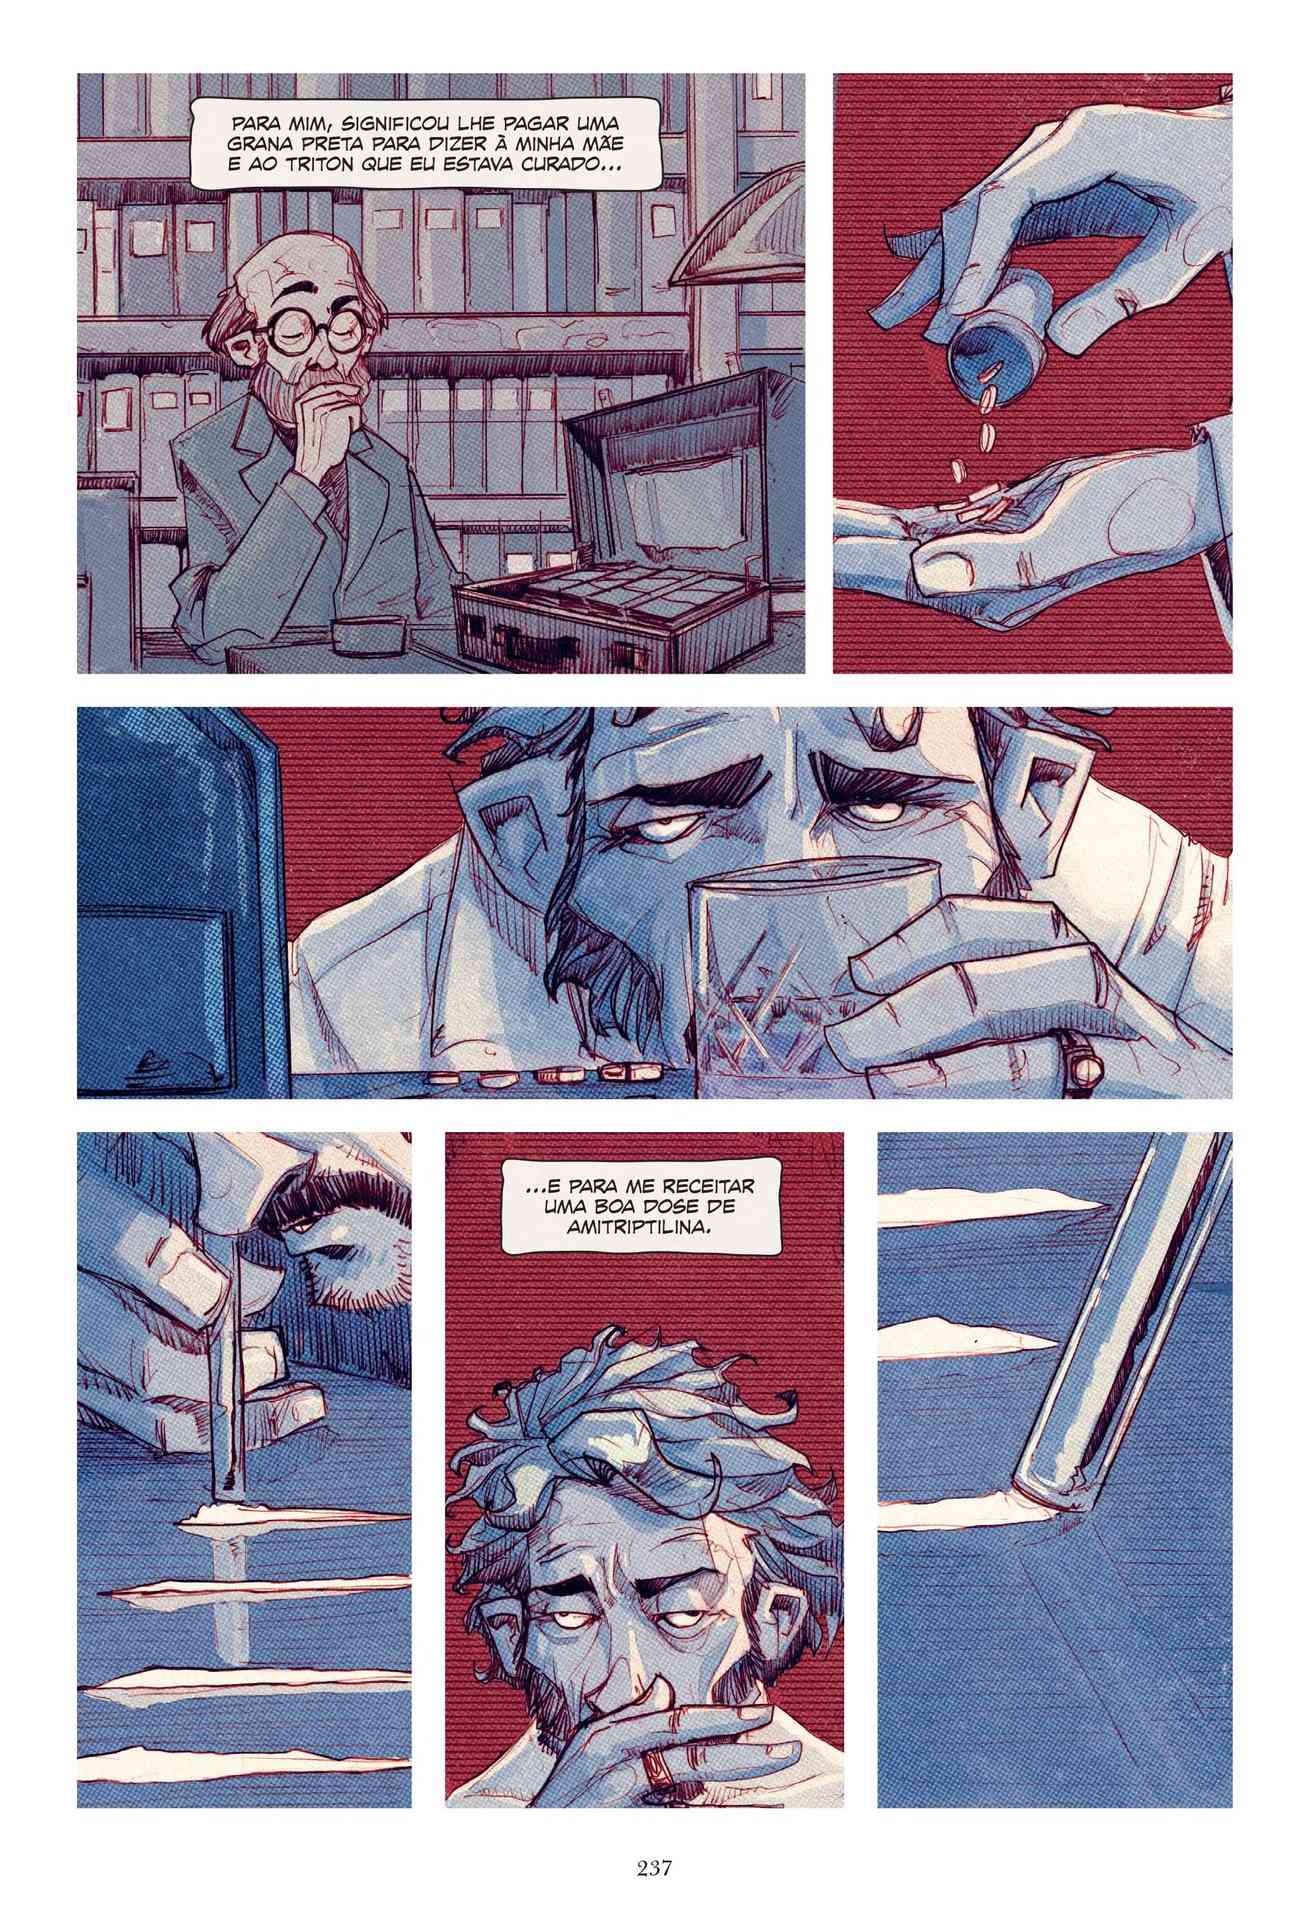 PARA MIM, SIGNIFICOU LHE PAGAR UMA
GRANA PRETA PARA DIZER À MINHA MÃE
E AO TRITON QUE EU ESTAVA CURADO...
...E PARA ME RECEITAR
UMA BOA DOSE DE
AMITRIPTILINA.
237